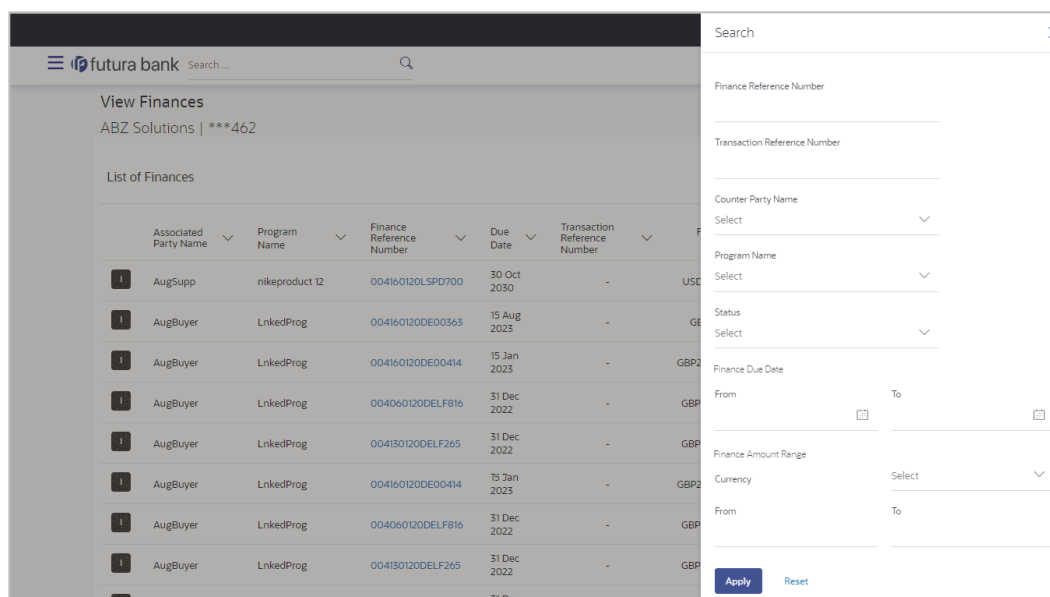 futura bank Search ...
View Finances
ABZ Solutions | ***462
List of Finances
Associated Party Name Program Name Finance Reference Number Due Date Transaction Reference Number F
AugSupp nikeproduct 12 004160120LSPD700 30 Oct 2030 - USD
AugBuyer LnkedProg 004160120DE00363 15 Aug 2023 -
AugBuyer LnkedProg 004160120DE00414 15 Jan 2023 - GBP2
AugBuyer LnkedProg 004060120DELF816 31 Dec 2022 - GBP
AugBuyer LnkedProg 004130120DELF265 31 Dec 2022 - GBP
AugBuyer LnkedProg 004160120DE00414 15 Jan 2023 - GBP2
AugBuyer LnkedProg 004060120DELF816 31 Dec 2022 - GBP
AugBuyer LnkedProg 004130120DELF265 31 Dec 2022 - GBP
Search
Finance Reference Number
Transaction Reference Number
Counter Party Name
Select
Program Name
Select
Status
Select
Finance Due Date
From To
Finance Amount Range
Currency Select
From To
Apply Reset